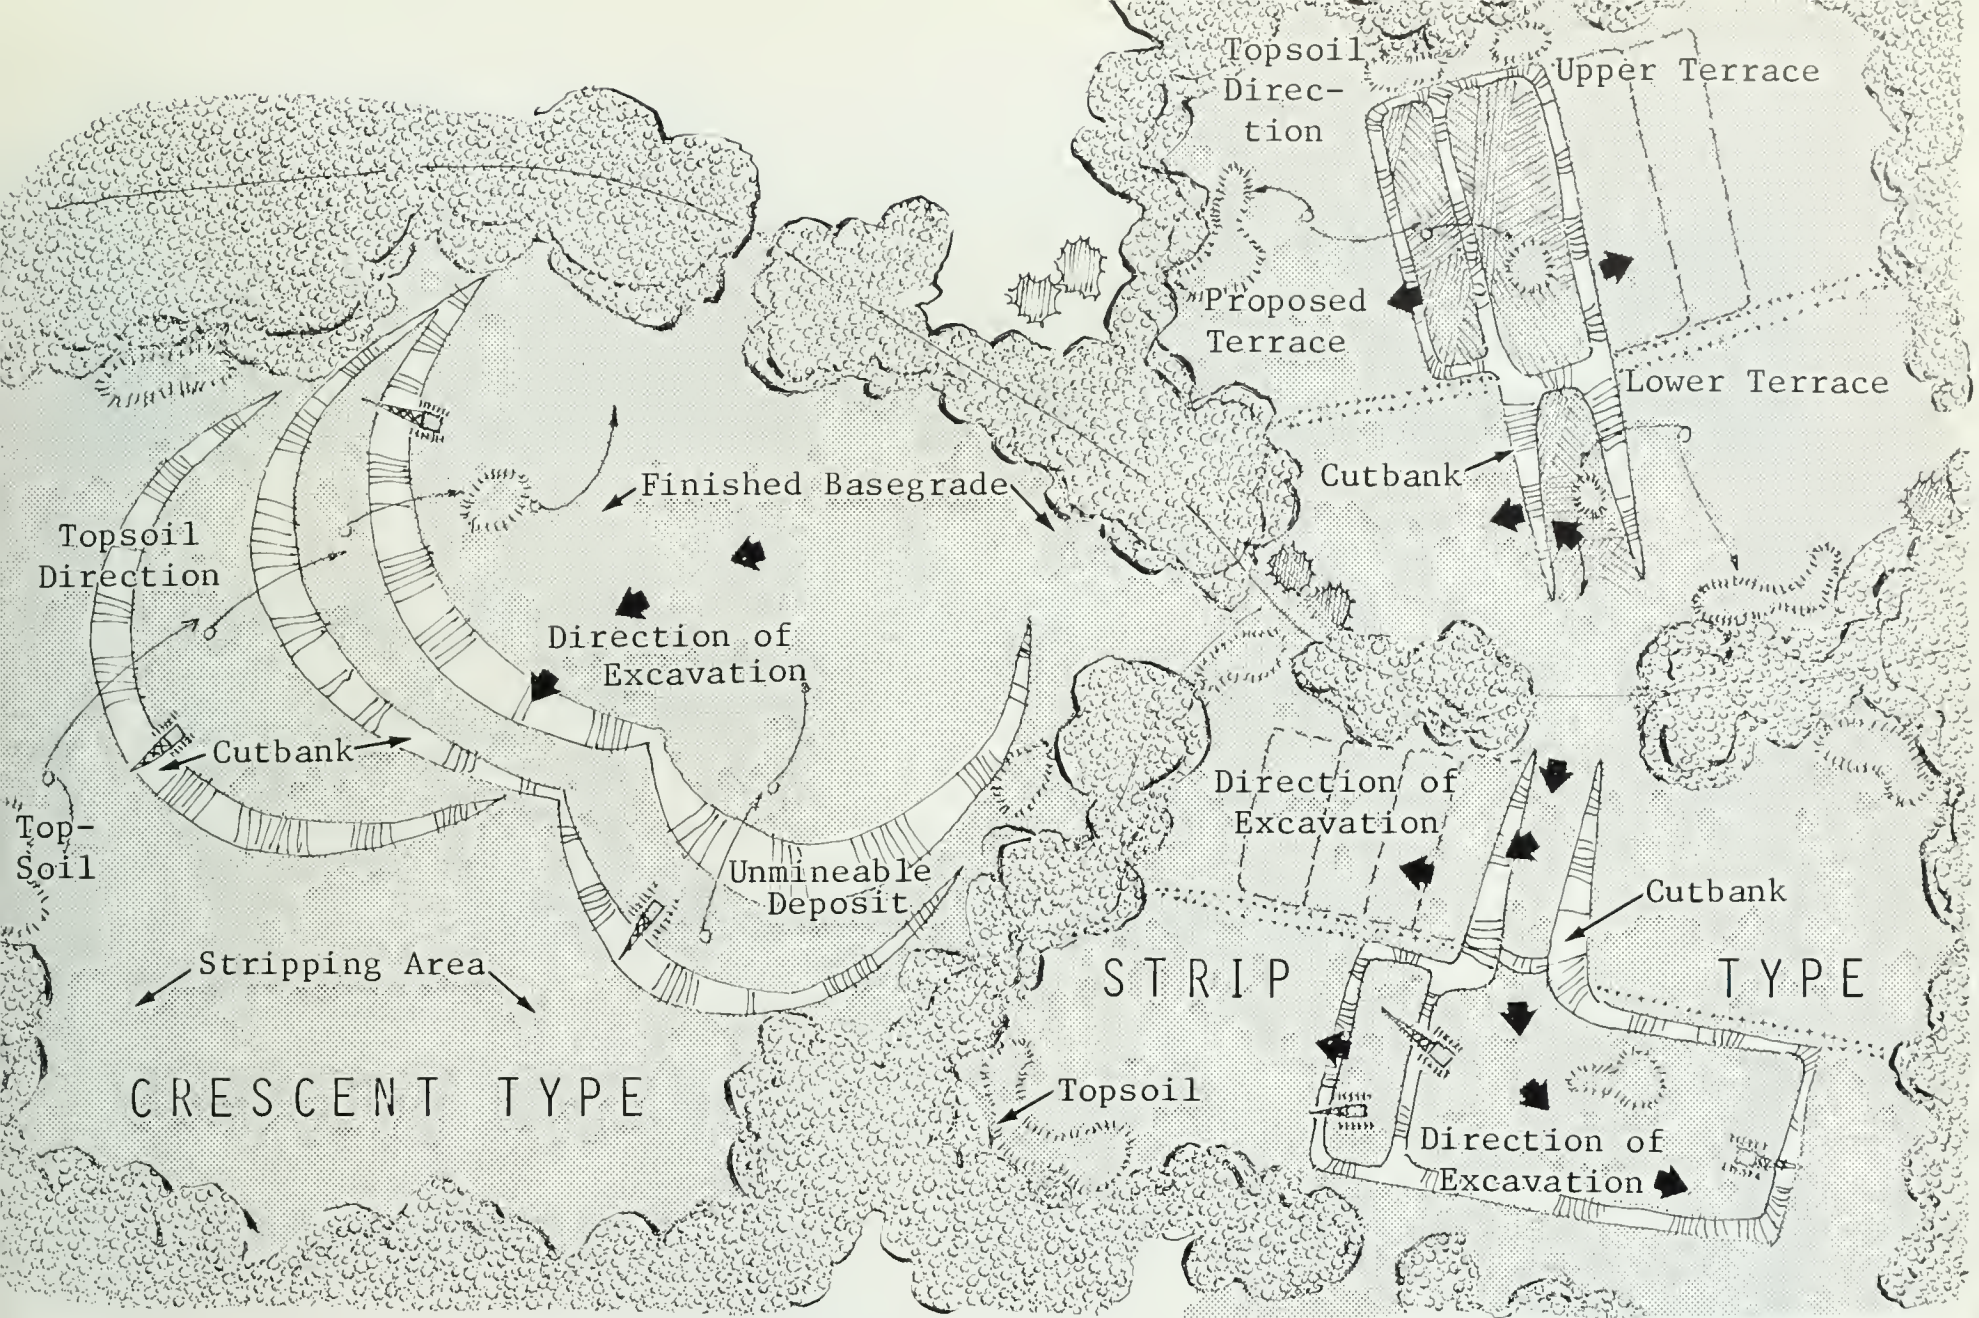 Topsoil
Direc-
tion
Upper Terrace
Proposed
Terrace
Lower Terrace
Cutbank
Finished Basegrade
Topsoil
Direction
Direction of
Excavation
Cutbank
Top-
Soil
Unmineable
Deposit
Stripping Area
CRESCENT TYPE
Direction of
Excavation
Cutbank
STRIP TYPE
Topsoil
Direction of
Excavation